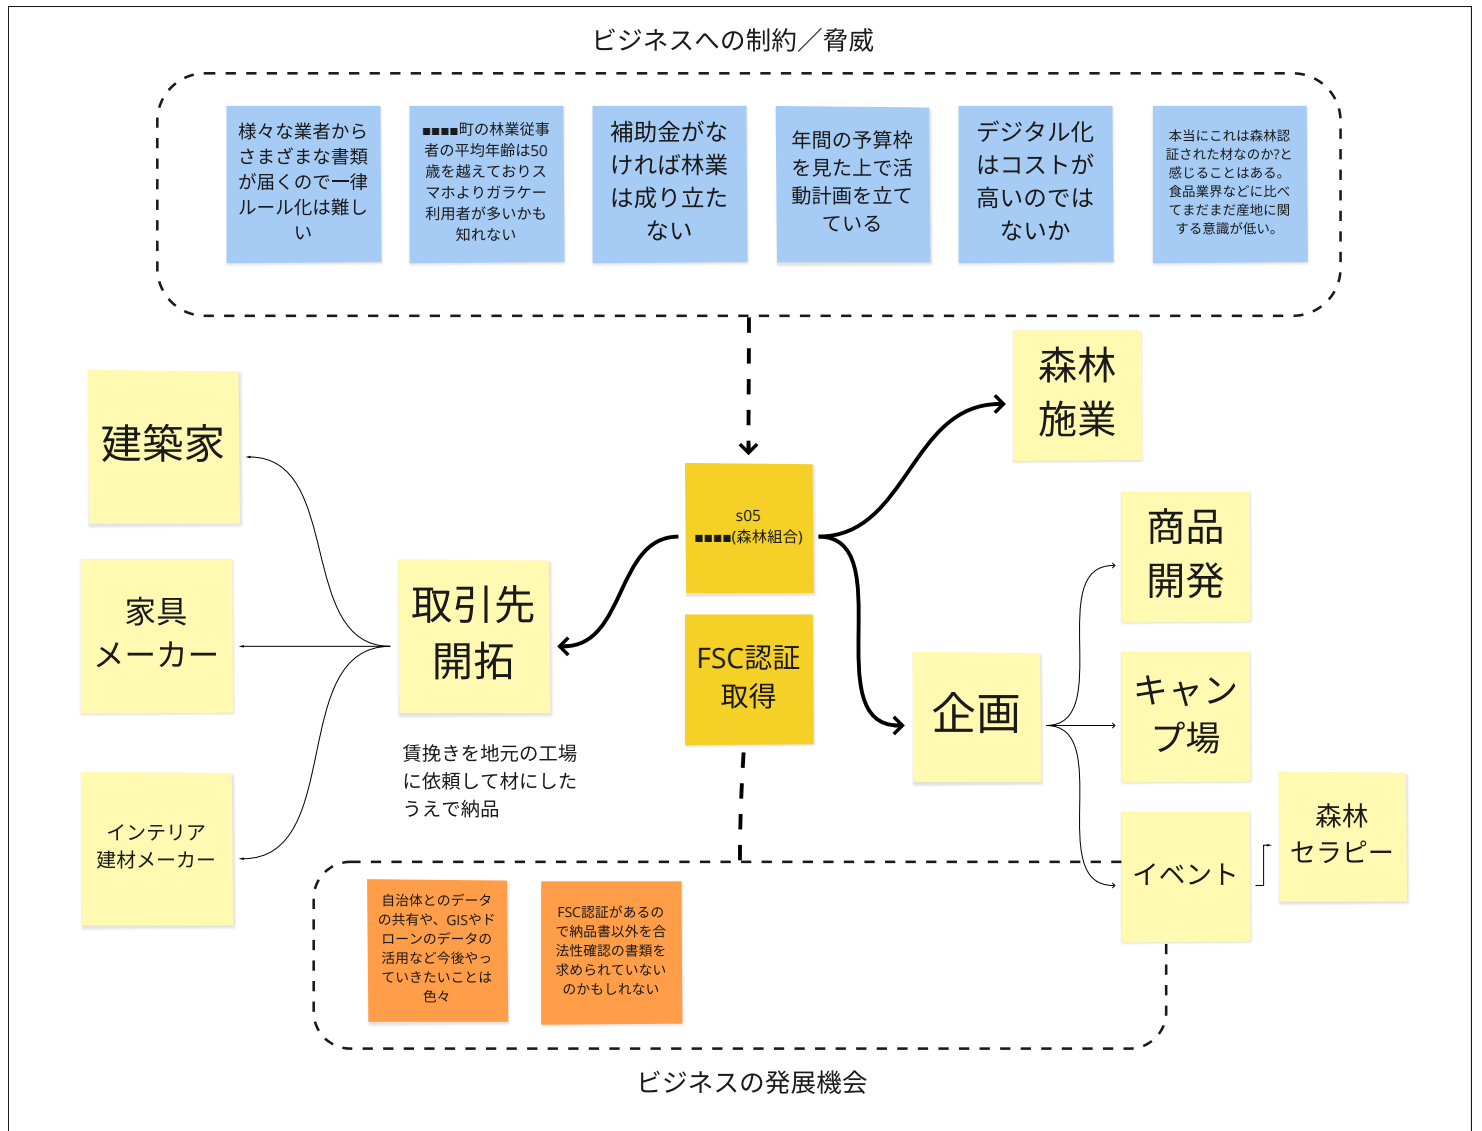 ビジネスへの制約／脅威
様々な業者から
さまざまな書類
が届くので一律
ルール化は難し
い
■■■■町の林業従事
者の平均年齢は50
歳を越えておりス
マホよりガラケー
利用者が多いかも
知れない
補助金がな
ければ林業
は成り立た
ない
年間の予算枠
を見た上で活
動計画を立て
ている
デジタル化
はコストが
高いのでは
ないか
本当にこれは森林認
証された材なのか?と
感じることはある。
食品業界などに比べ
てまだまだ産地に関
する意識が低い。
森林
施業
建築家
s05
■■■■(森林組合)
商品
開発
家具
メーカー
取引先
開拓
FSC認証
取得
企画
キャン
プ場
賃挽きを地元の工場
に依頼して材にした
うえで納品
インテリア
建材メーカー
イベント
森林
セラピー
自治体とのデータ
の共有や、GISやド
ローンのデータの
活用など今後やっ
ていきたいことは
色々
FSC認証があるの
で納品書以外を合
法性確認の書類を
求められていない
のかもしれない
ビジネスの発展機会